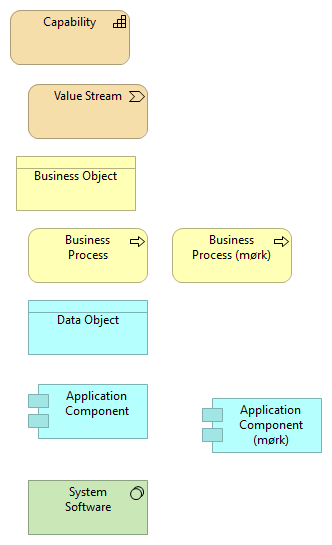 Capability
Value Stream
Business Object
Business
Process
Business
Process (mørk)
Data Object
Application
Component
Application
Component
(mørk)
System
Software